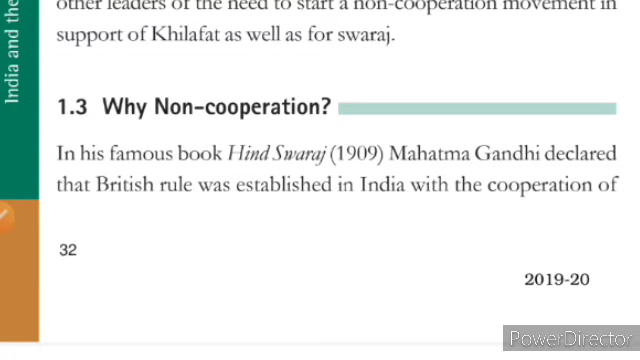 other leaders of the need to start a non-cooperation movement in
support of Khilafat as well as for swaraj.
1.3 Why Non-cooperation?
In his famous book Hind Swaraj (1909) Mahatma Gandhi declared
that British rule was established in India with the cooperation of
32
2019-20
India and the
PowerDirector